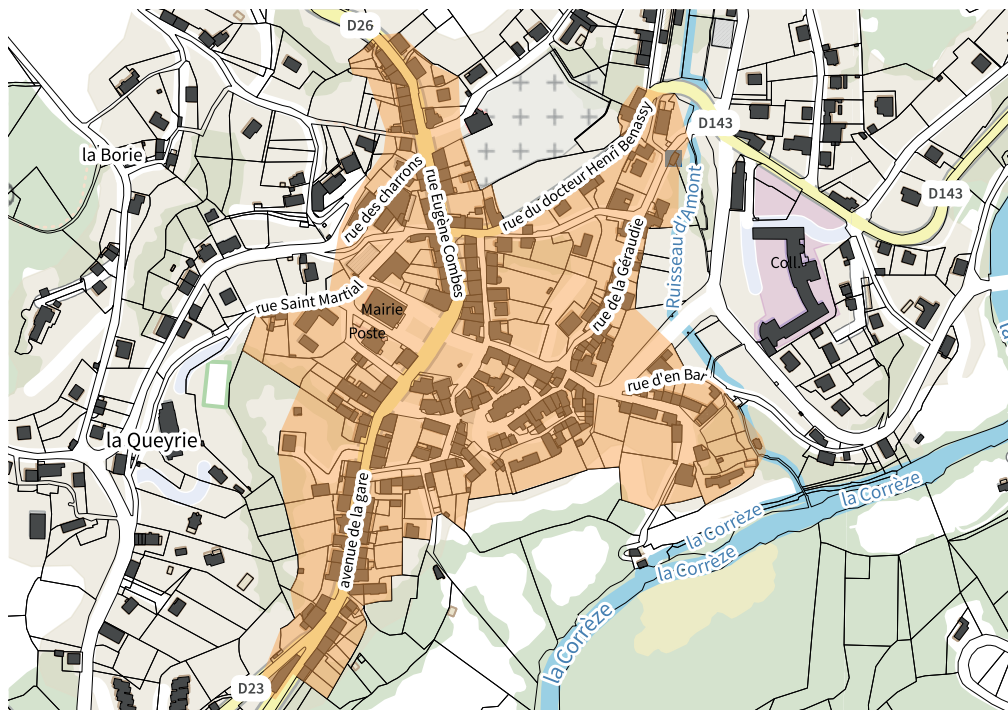 D26
D143
la Borie
rue des charrons
rue Eugène Combes
rue du docteur Henri Benassy
D143
Ruisseau d'Amont
rue de la Géraudie
Coll.
rue Saint Martial
Mairie
Poste
rue d'en Bar
la Queyrie
avenue de la gare
la Corrèze
la Corrèze
la Corrèze
la Corrèze
D23